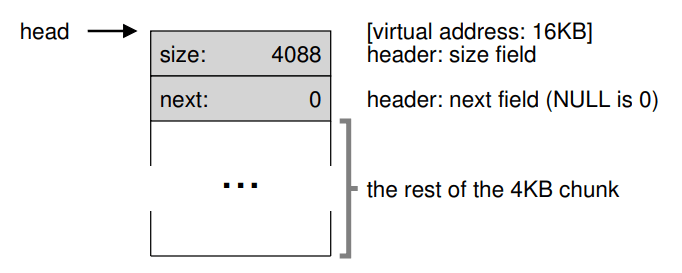 head
[virtual address: 16KB]
size: 4088
header: size field
next: 0
header: next field (NULL is 0)
...
the rest of the 4KB chunk